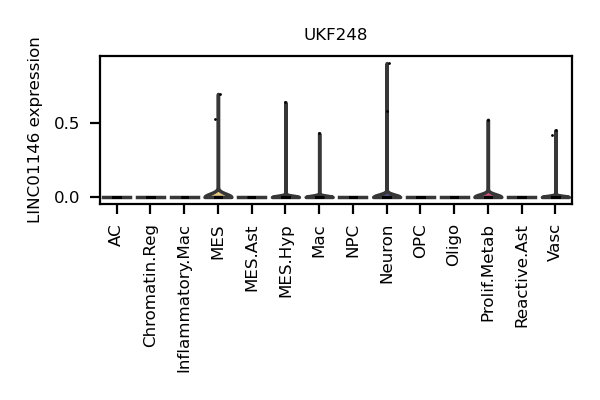 UKF248
LINC01146 expression
0.5
0.0
AC
Chromatin.Reg
Inflammatory.Mac
MES
MES.Ast
MES.Hyp
Mac
NPC
Neuron
OPC
Oligo
Prolif.Metab
Reactive.Ast
Vasc